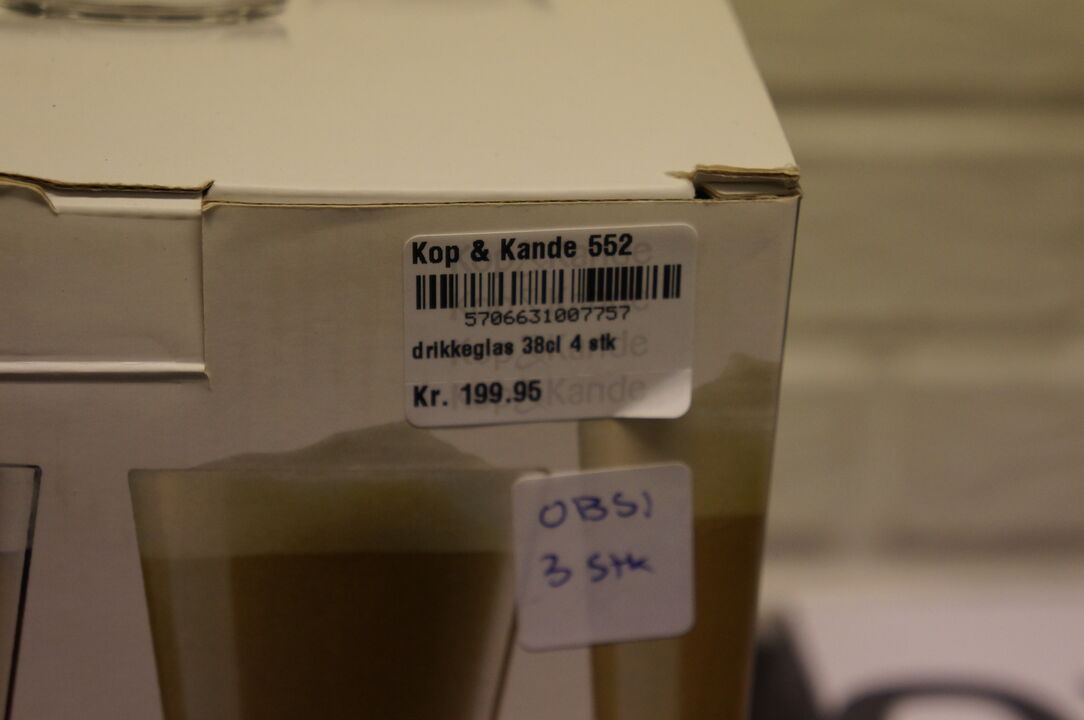 Kop & Kande 552
5706631007757
drikkeglas 38cl 4 stk
Kr. 199.95
OBS!
3 stk